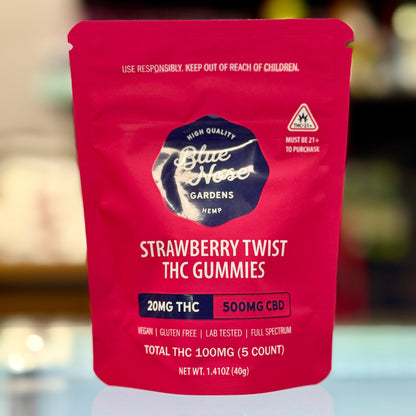 USE RESPONSIBLY. KEEP OUT OF REACH OF CHILDREN.
THC•21+
MUST BE 21+
TO PURCHASE
HIGH QUALITY
Blue
Nose
GARDENS
HEMP
STRAWBERRY TWIST
THC GUMMIES
20MG THC 500MG CBD
VEGAN | GLUTEN FREE | LAB TESTED | FULL SPECTRUM
TOTAL THC 100MG (5 COUNT)
NET WT. 1.41OZ (40g)